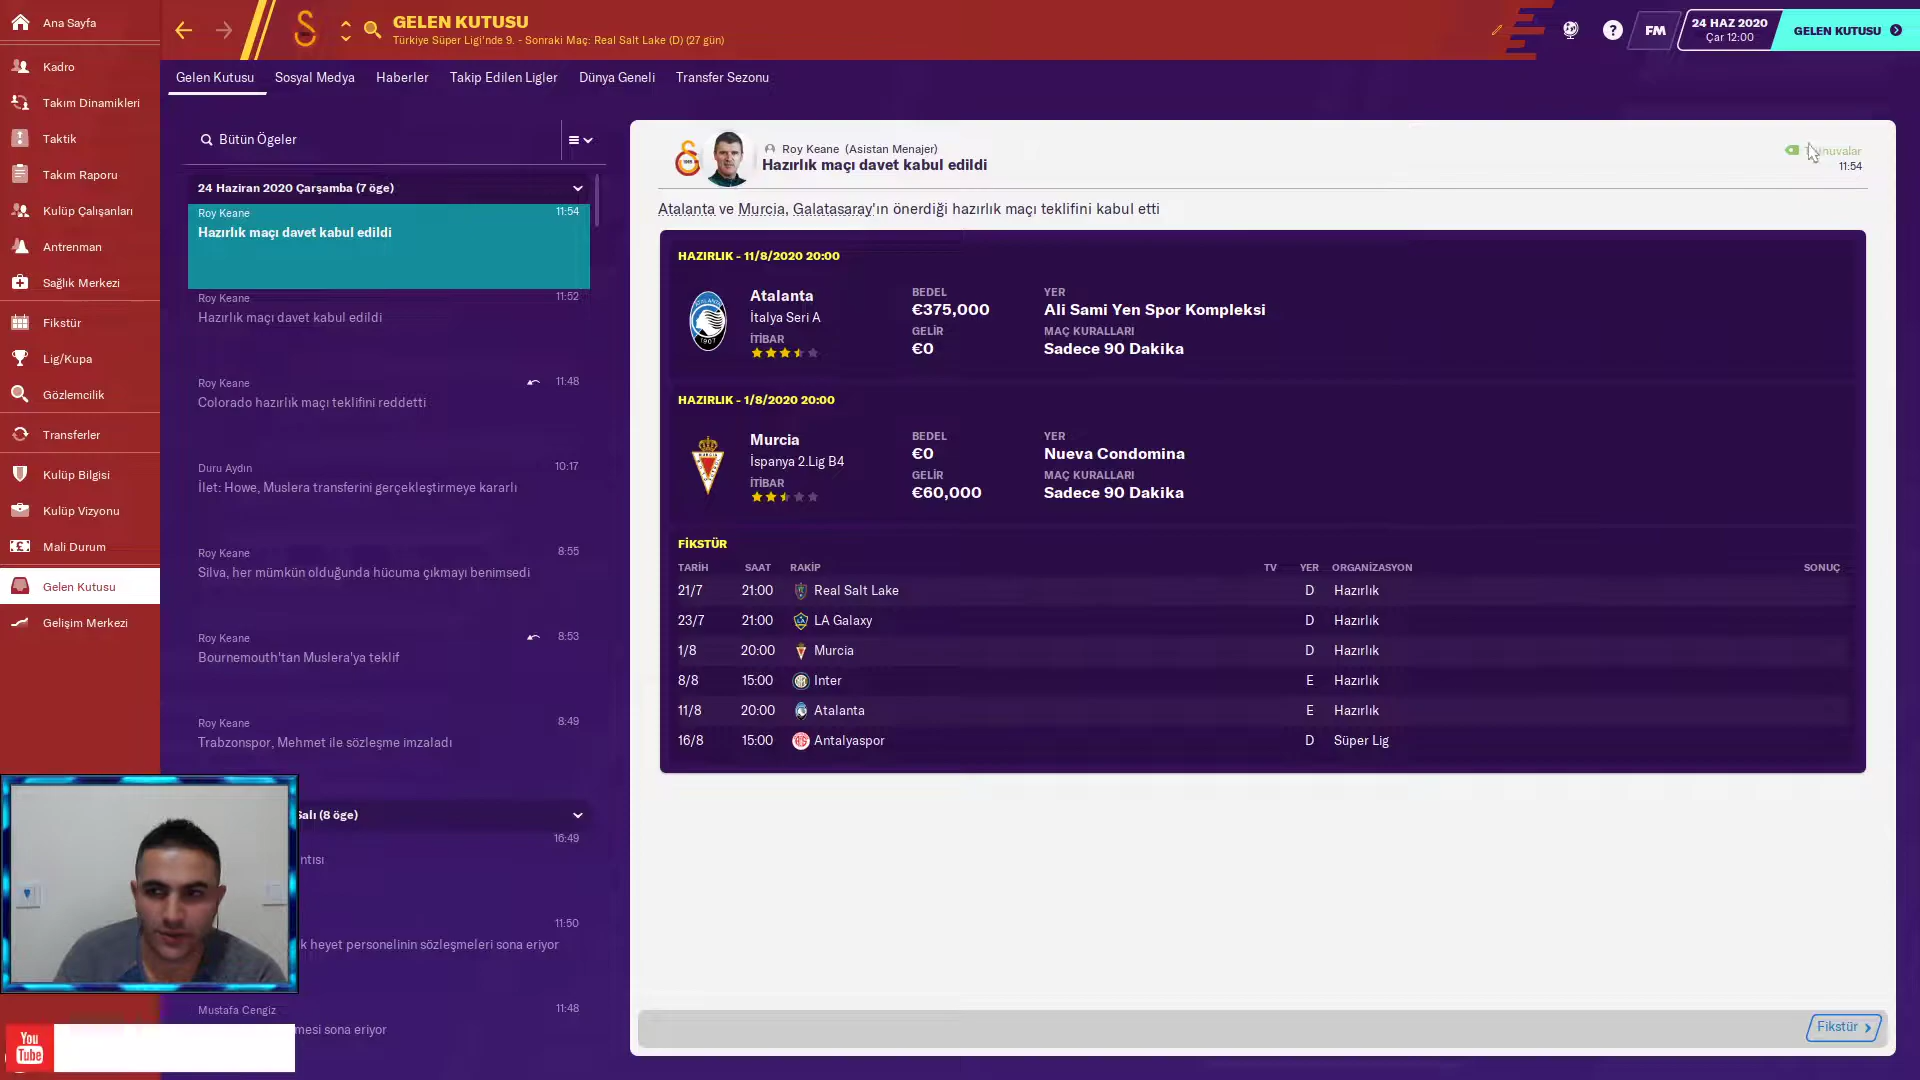 Ana Sayfa
Kadro
Takım Dinamikleri
Taktik
Takım Raporu
Kulüp Çalışanları
Antrenman
Sağlık Merkezi
Fikstür
Lig/Kupa
Gözlemcilik
Transferler
Kulüp Bilgisi
Kulüp Vizyonu
Mali Durum
Gelen Kutusu
Gelişim Merkezi
GELEN KUTUSU
Türkiye Süper Ligi'nde 9. - Sonraki Maç: Real Salt Lake (D) (27 gün)
FM
24 HAZ 2020
Çar 12:00
GELEN KUTUSU
Gelen Kutusu Sosyal Medya Haberler Takip Edilen Ligler Dünya Geneli Transfer Sezonu
Bütün Ögeler
24 Haziran 2020 Çarşamba (7 öge)
Roy Keane 11:54
Hazırlık maçı davet kabul edildi
Roy Keane 11:52
Hazırlık maçı davet kabul edildi
Roy Keane 11:48
Colorado hazırlık maçı teklifini reddetti
Duru Aydın 10:17
İlet: Howe, Muslera transferini gerçekleştirmeye kararlı
Roy Keane 8:55
Silva, her mümkün olduğunda hücuma çıkmayı benimsedi
Roy Keane 8:53
Bournemouth'tan Muslera'ya teklif
Roy Keane 8:49
Trabzonspor, Mehmet ile sözleşme imzaladı
Salı (8 öge)
16:49
ntısı
11:50
k heyet personelinin sözleşmeleri sona eriyor
Mustafa Cengiz 11:48
mesi sona eriyor
You
Tube
Roy Keane (Asistan Menajer)
Hazırlık maçı davet kabul edildi
11:54
Atalanta ve Murcia, Galatasaray'ın önerdiği hazırlık maçı teklifini kabul etti
HAZIRLIK - 11/8/2020 20:00
Atalanta
İtalya Seri A
İTİBAR
BEDEL
€375,000
GELİR
€0
YER
Ali Sami Yen Spor Kompleksi
MAÇ KURALLARI
Sadece 90 Dakika
HAZIRLIK - 1/8/2020 20:00
Murcia
İspanya 2.Lig B4
İTİBAR
BEDEL
€0
GELİR
€60,000
YER
Nueva Condomina
MAÇ KURALLARI
Sadece 90 Dakika
FİKSTÜR
TARİH SAAT RAKİP TV YER ORGANİZASYON SONUÇ
21/7 21:00 Real Salt Lake D Hazırlık
23/7 21:00 LA Galaxy D Hazırlık
1/8 20:00 Murcia D Hazırlık
8/8 15:00 Inter E Hazırlık
11/8 20:00 Atalanta E Hazırlık
16/8 15:00 Antalyaspor D Süper Lig
Fikstür